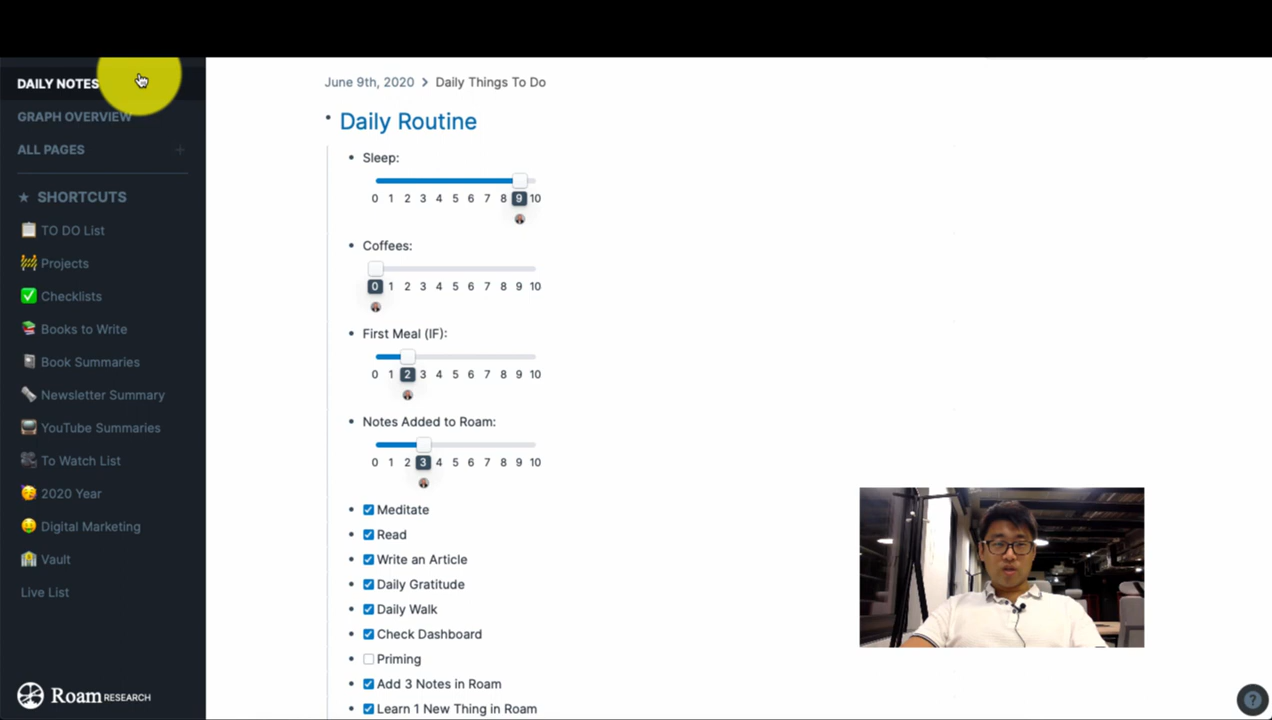 DAILY NOTES
GRAPH OVERVIEW
ALL PAGES +
★ SHORTCUTS
TO DO List
Projects
Checklists
Books to Write
Book Summaries
Newsletter Summary
YouTube Summaries
To Watch List
2020 Year
Digital Marketing
Vault
Live List
Roam RESEARCH
June 9th, 2020 > Daily Things To Do
Daily Routine
Sleep:
0 1 2 3 4 5 6 7 8 9 10
Coffees:
0 1 2 3 4 5 6 7 8 9 10
First Meal (IF):
0 1 2 3 4 5 6 7 8 9 10
Notes Added to Roam:
0 1 2 3 4 5 6 7 8 9 10
Meditate
Read
Write an Article
Daily Gratitude
Daily Walk
Check Dashboard
Priming
Add 3 Notes in Roam
Learn 1 New Thing in Roam
?